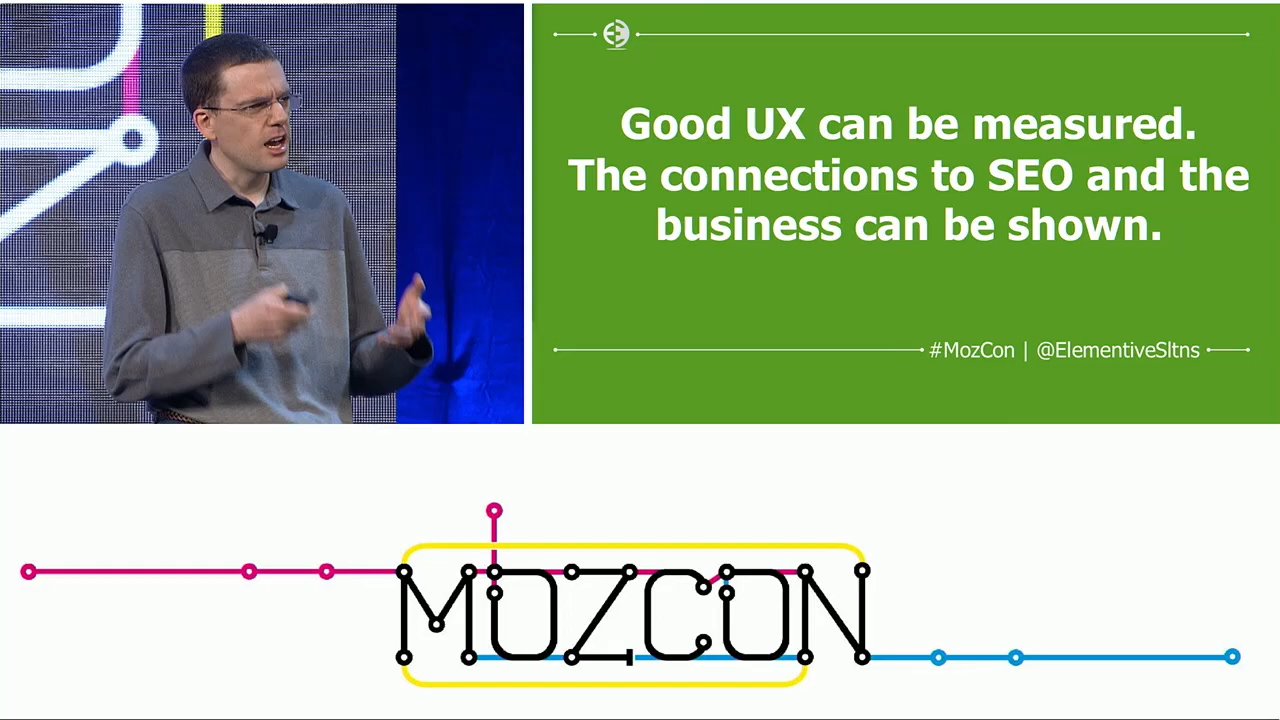 Good UX can be measured.
The connections to SEO and the
business can be shown.
#MozCon | @ElementiveSltns
MOZCON